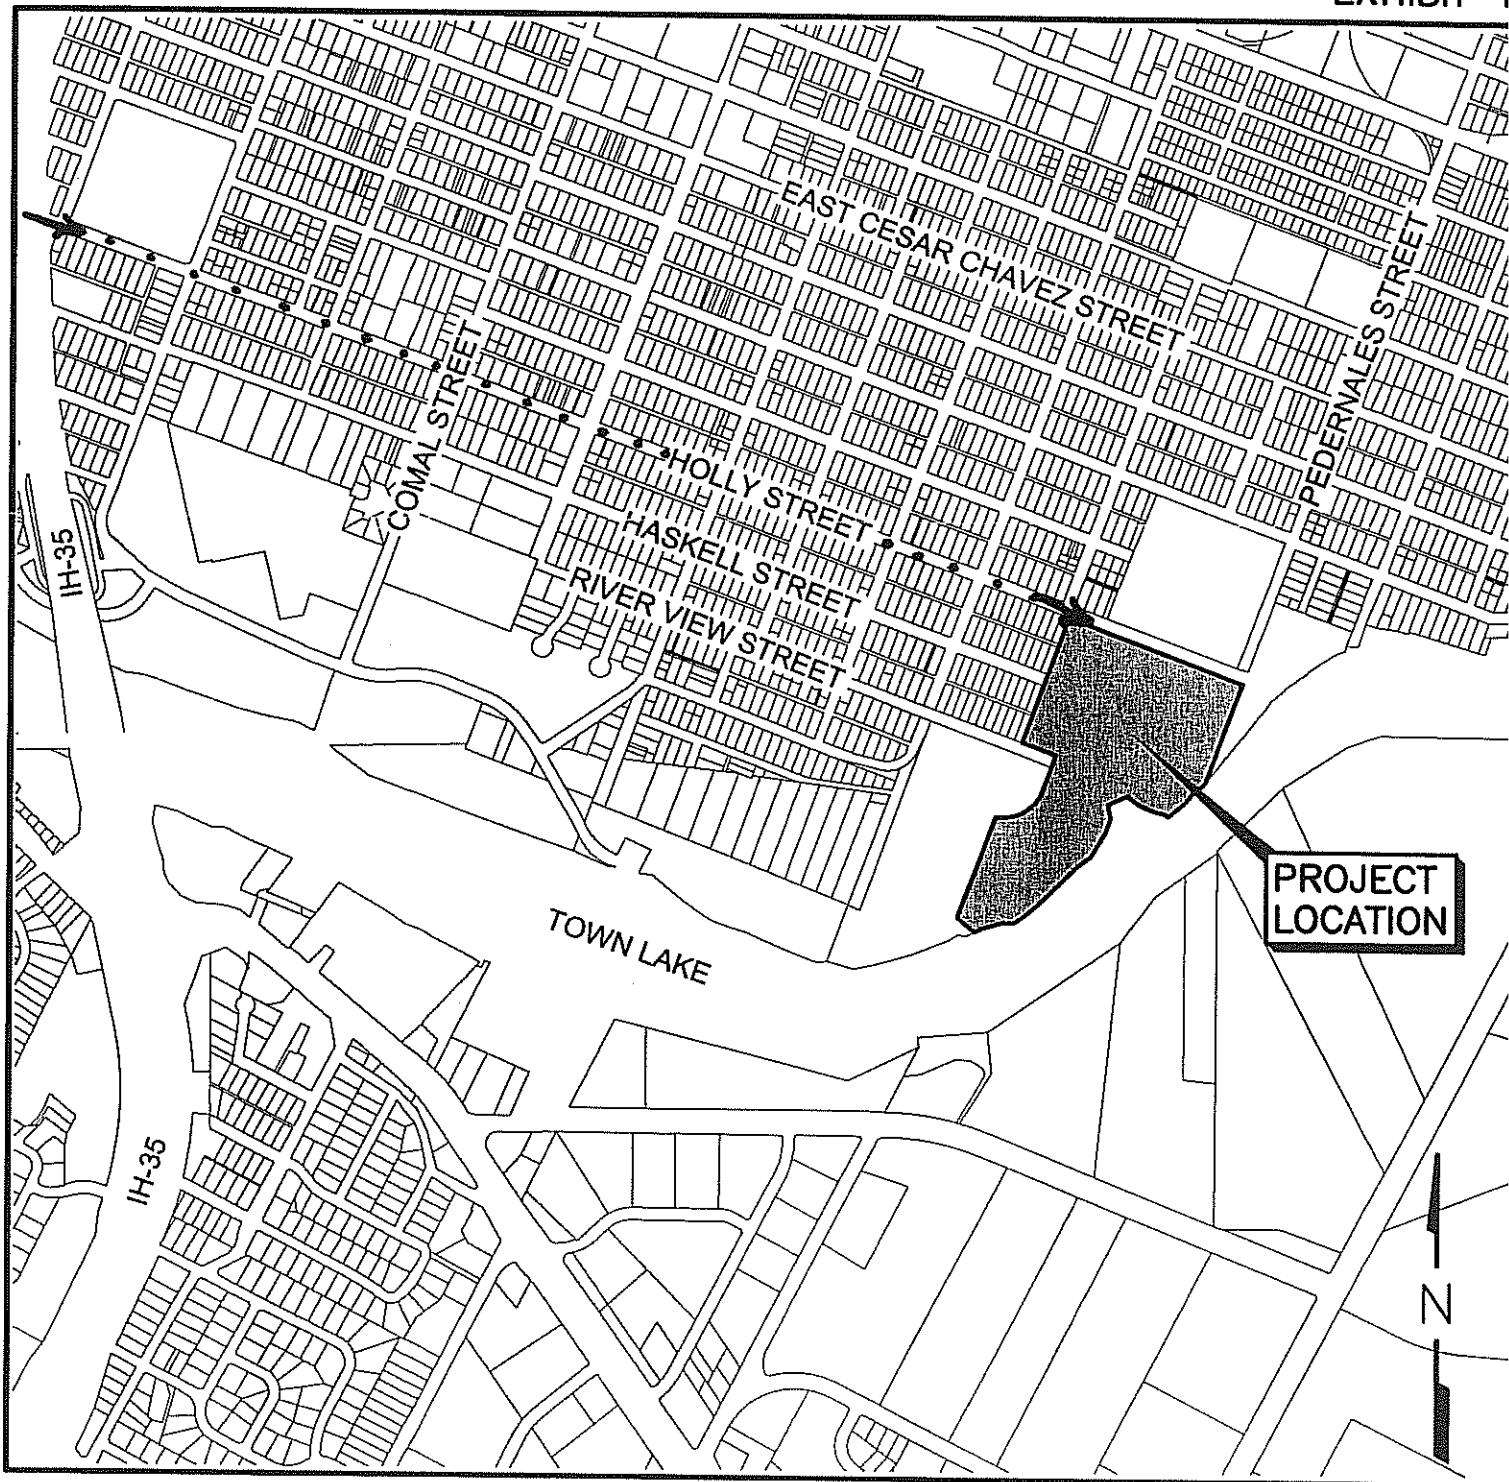 EAST CESAR CHAVEZ STREET
PEDERNALES STREET
COMAL STREET
HOLLY STREET
HASKELL STREET
RIVER VIEW STREET
IH-35
PROJECT
LOCATION
TOWN LAKE
IH-35
N